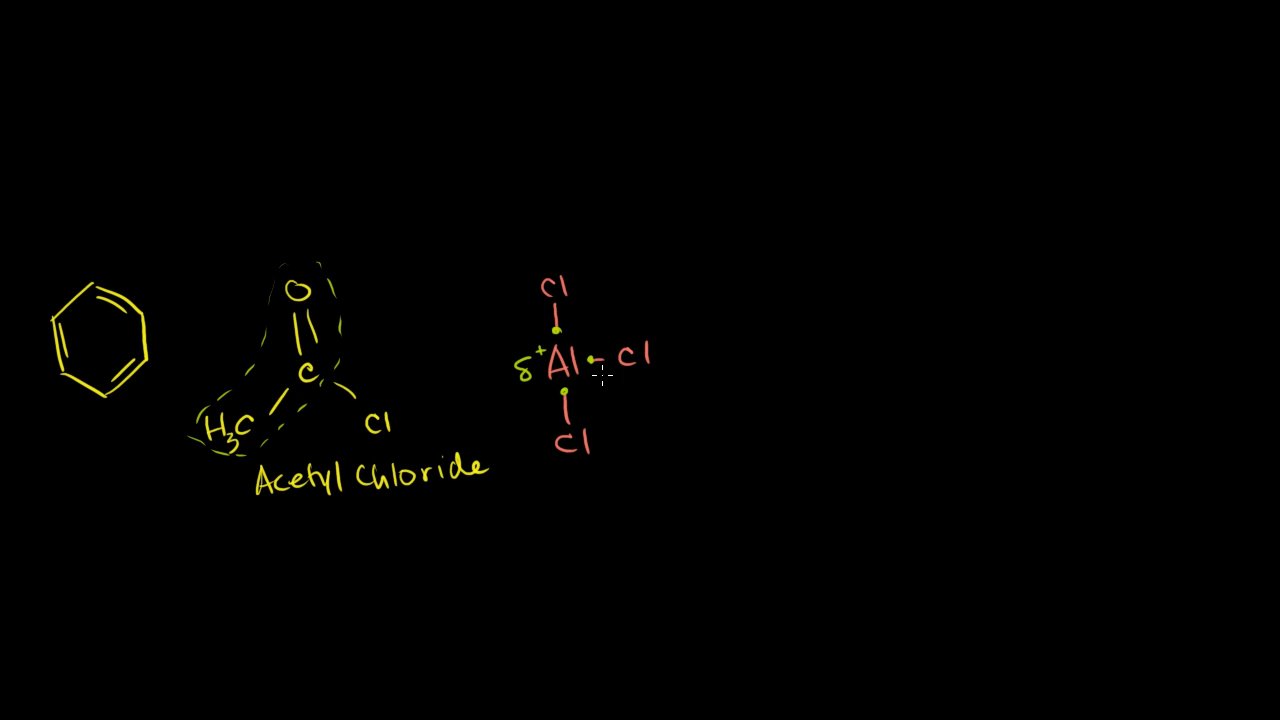 Cl
O
δ+ Al Cl
C
H3C Cl
Cl
Acetyl Chloride